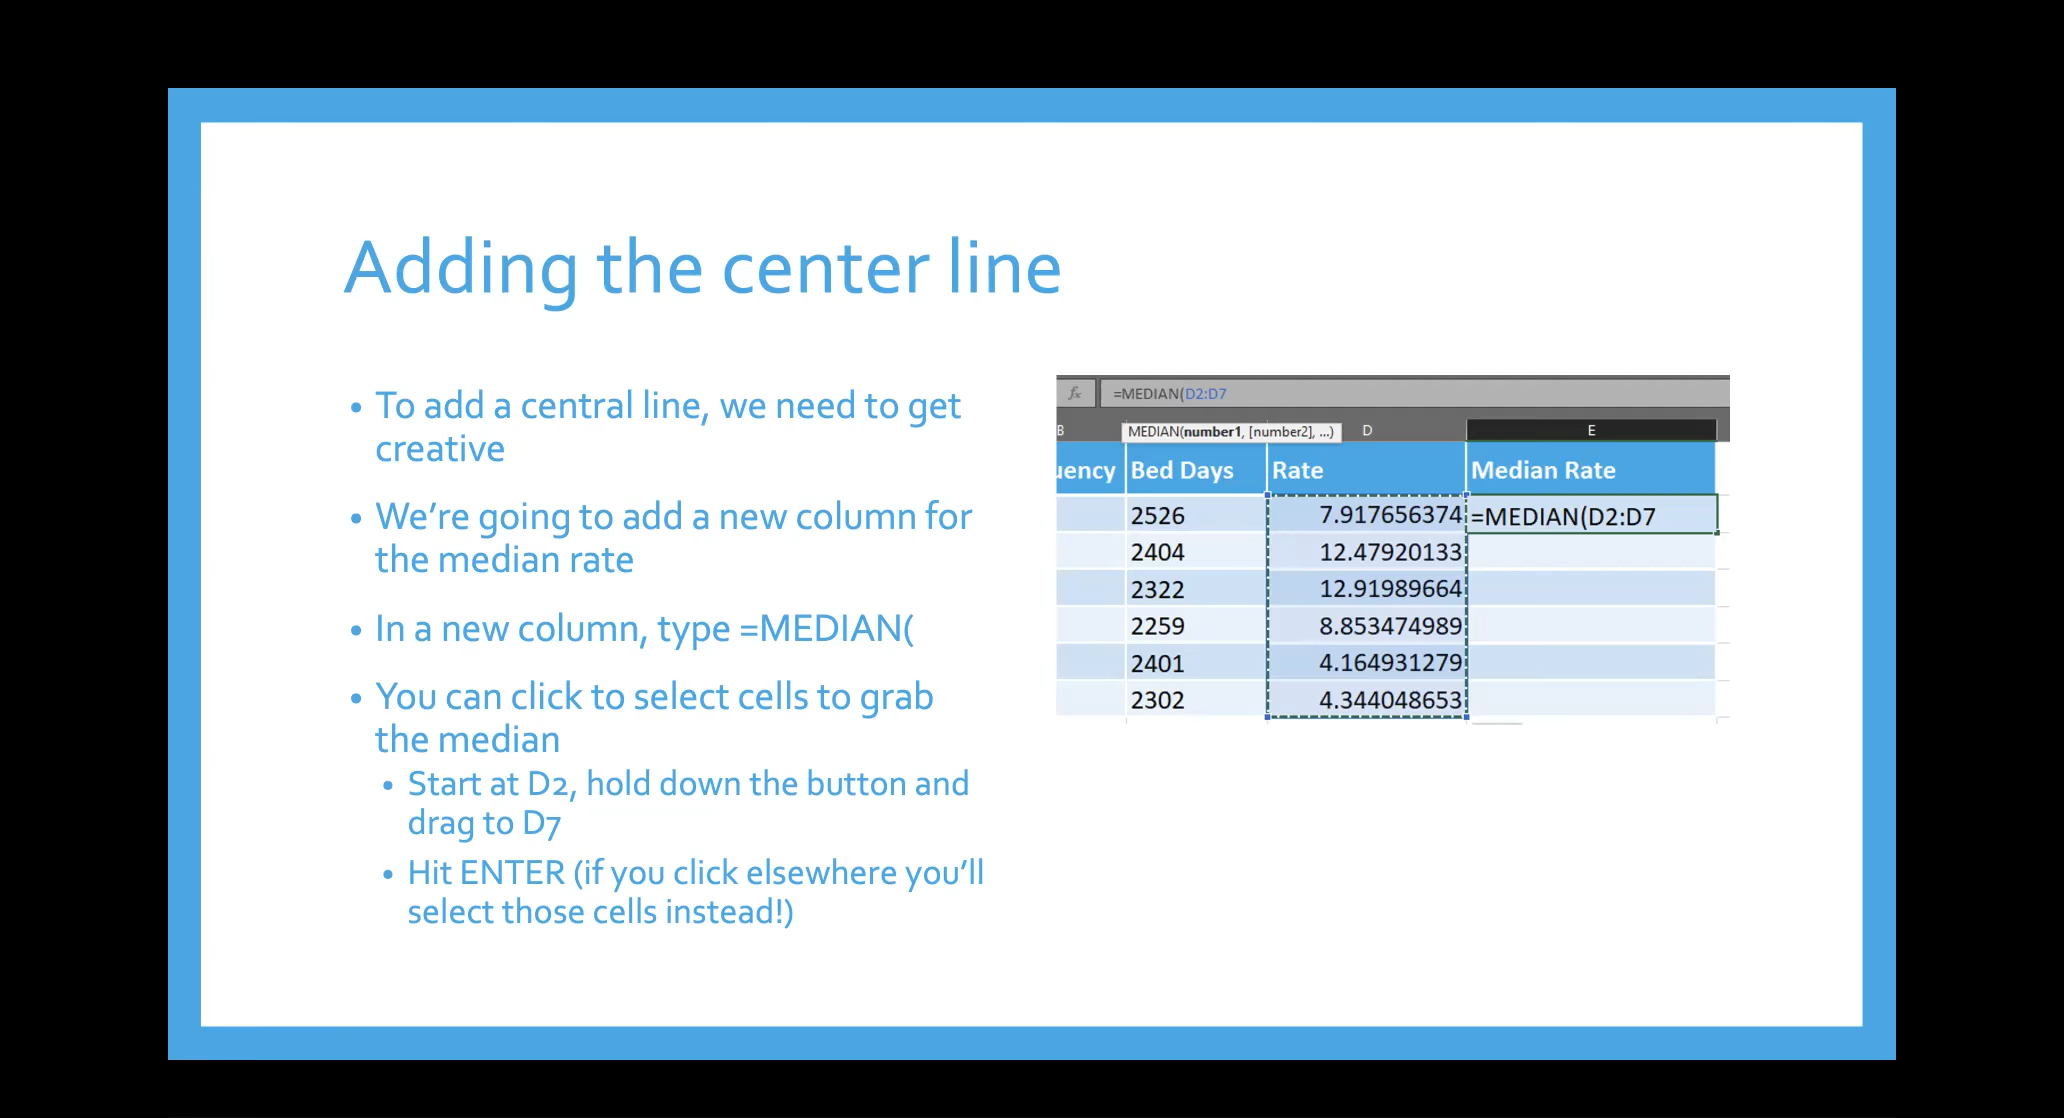 Adding the center line
• To add a central line, we need to get
creative
• We’re going to add a new column for
the median rate
• In a new column, type =MEDIAN(
• You can click to select cells to grab
the median
• Start at D2, hold down the button and
drag to D7
• Hit ENTER (if you click elsewhere you’ll
select those cells instead!)
fx =MEDIAN(D2:D7
B MEDIAN(number1, [number2], ...) D E
uency Bed Days Rate Median Rate
2526 7.917656374 =MEDIAN(D2:D7
2404 12.47920133
2322 12.91989664
2259 8.853474989
2401 4.164931279
2302 4.344048653